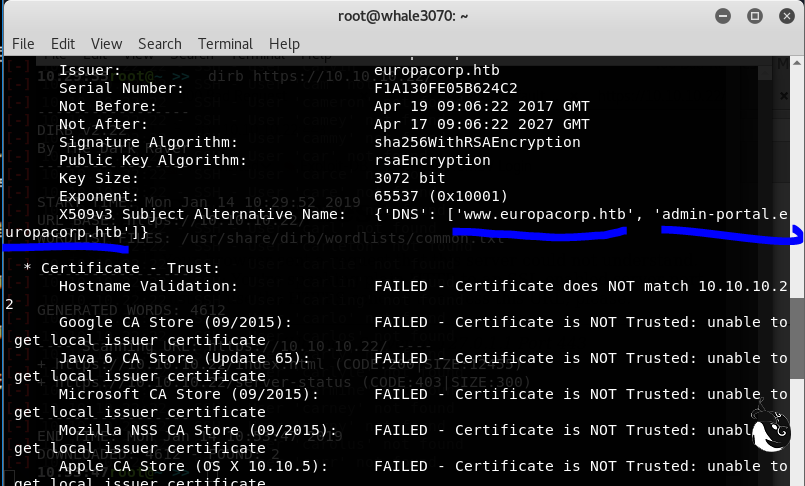 root@whale3070: ~
File Edit View Search Terminal Help
Issuer: europacorp.htb
Serial Number: F1A130FE05B624C2
Not Before: Apr 19 09:06:22 2017 GMT
Not After: Apr 17 09:06:22 2027 GMT
Signature Algorithm: sha256WithRSAEncryption
Public Key Algorithm: rsaEncryption
Key Size: 3072 bit
Exponent: 65537 (0x10001)
X509v3 Subject Alternative Name: {'DNS': ['www.europacorp.htb', 'admin-portal.e
uropacorp.htb']}
* Certificate - Trust:
Hostname Validation: FAILED - Certificate does NOT match 10.10.10.2
2
Google CA Store (09/2015): FAILED - Certificate is NOT Trusted: unable to
get local issuer certificate
Java 6 CA Store (Update 65): FAILED - Certificate is NOT Trusted: unable to
get local issuer certificate
Microsoft CA Store (09/2015): FAILED - Certificate is NOT Trusted: unable to
get local issuer certificate
Mozilla NSS CA Store (09/2015): FAILED - Certificate is NOT Trusted: unable to
get local issuer certificate
Apple CA Store (OS X 10.10.5): FAILED - Certificate is NOT Trusted: unable to
get local issuer certificate